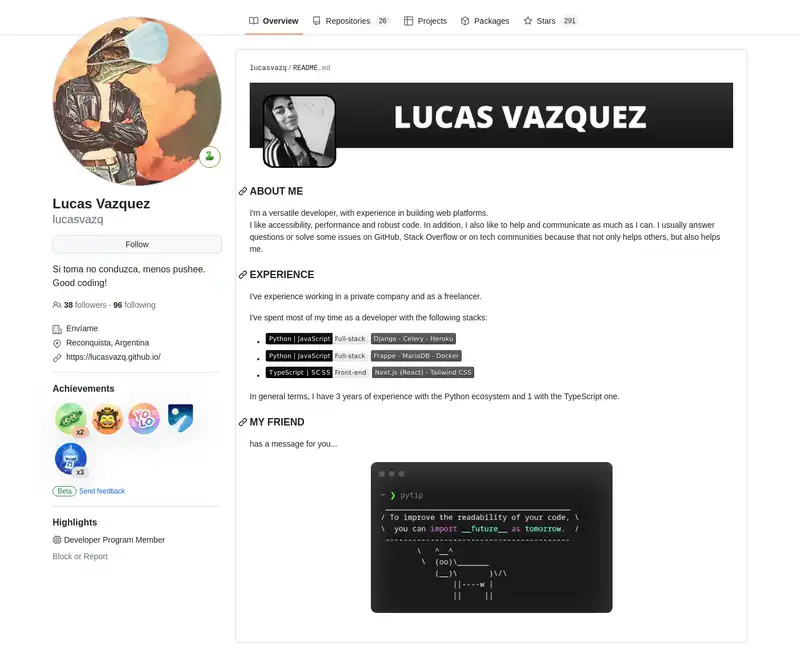 Overview Repositories 26 Projects Packages Stars 291
Lucas Vazquez
lucasvazq
Follow
Si toma no conduzca, menos pushee.
Good coding!
38 followers · 96 following
Envíame
Reconquista, Argentina
https://lucasvazq.github.io/
Achievements
x2
YOLO
x3
Beta Send feedback
Highlights
Developer Program Member
Block or Report
lucasvazq/README.md
LUCAS VAZQUEZ
ABOUT ME
I'm a versatile developer, with experience in building web platforms.
I like accessibility, performance and robust code. In addition, I also like to help and communicate as much as I can. I usually answer
questions or solve some issues on GitHub, Stack Overflow or on tech communities because that not only helps others, but also helps
me.
EXPERIENCE
I've experience working in a private company and as a freelancer.
I've spent most of my time as a developer with the following stacks:
Python | JavaScript Full-stack Django - Celery - Heroku
Python | JavaScript Full-stack Frappe - MariaDB - Docker
TypeScript | SCSS Front-end Next.js (React) - Tailwind CSS
In general terms, I have 3 years of experience with the Python ecosystem and 1 with the TypeScript one.
MY FRIEND
has a message for you...
~ ❯ pytip
_________________________________________
/ To improve the readability of your code, \
\ you can import __future__ as tomorrow. /
-----------------------------------------
\ ^__^
\ (oo)\_______
(__)\ )\/\
||----w |
|| ||